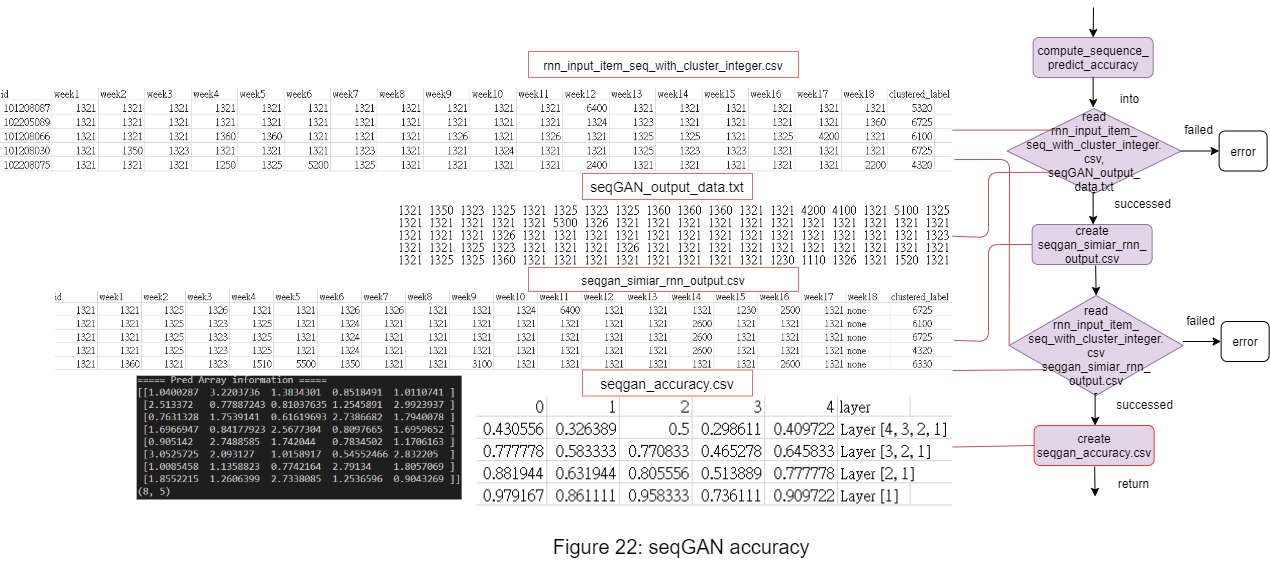 rnn_input_item_seq_with_cluster_integer.csv
id week1 week2 week3 week4 week5 week6 week7 week8 week9 week10 week11 week12 week13 week14 week15 week16 week17 week18 clustered_label
101208087 1321 1321 1321 1321 1321 1321 1321 1321 1321 1321 1321 6400 1321 1321 1321 1321 1321 1321 5320
102205089 1321 1321 1321 1321 1321 1321 1321 1321 1321 1321 1321 1324 1323 1321 1321 1321 1321 1360 6725
101208066 1321 1321 1321 1360 1360 1321 1321 1321 1326 1321 1326 1321 1325 1325 1321 1325 4200 1321 6100
101208030 1321 1350 1323 1321 1321 1321 1321 1321 1321 1324 1321 1321 1325 1323 1323 1321 1321 1321 6725
102208075 1321 1321 1321 1250 1325 5200 1325 1321 1321 1321 1321 2400 1321 1321 1321 1321 1321 2200 4320
seqGAN_output_data.txt
1321 1350 1323 1325 1321 1325 1323 1325 1360 1360 1360 1321 1321 4200 4100 1321 5100 1325
1321 1321 1321 1321 1321 5300 1326 1321 1321 1321 1321 1321 1321 1321 1321 1321 1321 1321
1321 1321 1321 1326 1321 1321 1321 1321 1321 1321 1321 1321 1321 1321 1321 1321 1321 1323
1321 1321 1325 1323 1321 1321 1321 1326 1321 1321 1321 1321 1321 1321 1321 1321 1321 1321
1321 1325 1325 1360 1321 1321 1321 1321 1321 1321 1321 1321 1230 1110 1326 1321 1520 1321
seqgan_simiar_rnn_output.csv
id week1 week2 week3 week4 week5 week6 week7 week8 week9 week10 week11 week12 week13 week14 week15 week16 week17 week18 clustered_label
1321 1321 1325 1326 1321 1321 1326 1326 1321 1321 1324 6400 1321 1321 1321 1230 2500 1321 none 6725
1321 1321 1325 1323 1325 1321 1324 1321 1321 1321 1321 1321 1321 1321 2600 1321 1321 1321 none 6100
1321 1321 1325 1323 1325 1321 1324 1321 1321 1321 1321 1321 1321 1321 2600 1321 1321 1321 none 6725
1321 1321 1325 1323 1325 1321 1324 1321 1321 1321 1321 1321 1321 1321 2600 1321 1321 1321 none 4320
1321 1360 1321 1323 1510 5500 1350 1321 1321 3100 1321 1321 1321 1321 1321 1321 2600 1321 none 6330
===== Pred Array information =====
[[1.0400287 3.2203736 1.3834301 0.8518491 1.0110741 ]
[2.513372 0.77887243 0.81037635 1.2545891 2.9923937 ]
[0.7631328 1.7539141 0.61619693 2.7386682 1.7940078 ]
[1.6966947 0.84177923 2.5677304 0.8097665 1.6959652 ]
[0.905142 2.7488585 1.742044 0.7834502 1.1706163 ]
[3.0525725 2.093127 1.0158917 0.54552466 2.832205 ]
[1.0085458 1.1358823 0.7742164 2.79134 1.8057069 ]
[1.8552215 1.2606399 2.7338085 1.2536596 0.9043269 ]]
(8, 5)
seqgan_accuracy.csv
0 1 2 3 4 layer
0.430556 0.326389 0.5 0.298611 0.409722 Layer [4, 3, 2, 1]
0.777778 0.583333 0.770833 0.465278 0.645833 Layer [3, 2, 1]
0.881944 0.631944 0.805556 0.513889 0.777778 Layer [2, 1]
0.979167 0.861111 0.958333 0.736111 0.909722 Layer [1]
compute_sequence_
predict_accuracy
into
read
rnn_input_item_
seq_with_cluster_integer.
csv,
seqGAN_output_
data.txt
failed
error
successed
create
seqgan_simiar_rnn_
output.csv
read
rnn_input_item_
seq_with_cluster_integer.
csv
seqgan_simiar_rnn_
output.csv
failed
error
successed
create
seqgan_accuracy.csv
return
Figure 22: seqGAN accuracy